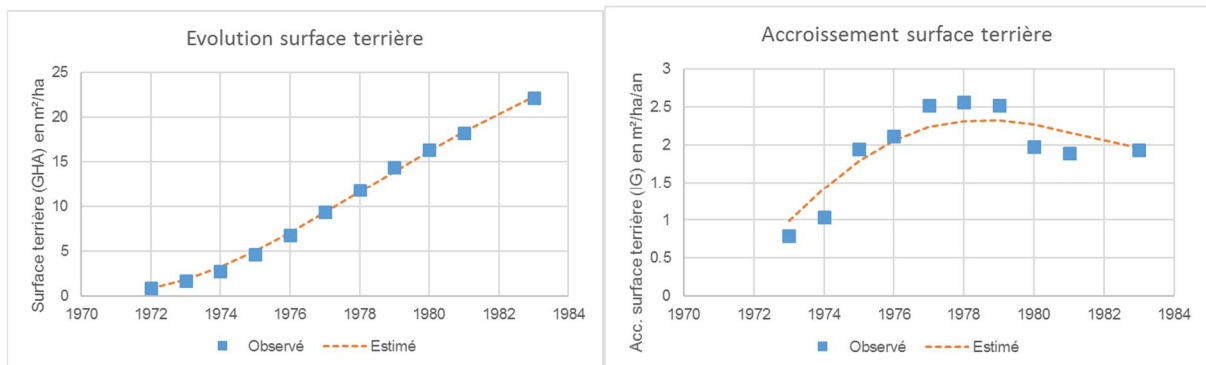 Evolution surface terrière
Surface terrière (GHA) en m²/ha
25
20
15
10
5
0
1970 1972 1974 1976 1978 1980 1982 1984
Observé Estimé
Accroissement surface terrière
Acc. surface terrière (IG) en m²/ha/an
3
2.5
2
1.5
1
0.5
0
1970 1972 1974 1976 1978 1980 1982 1984
Observé Estimé